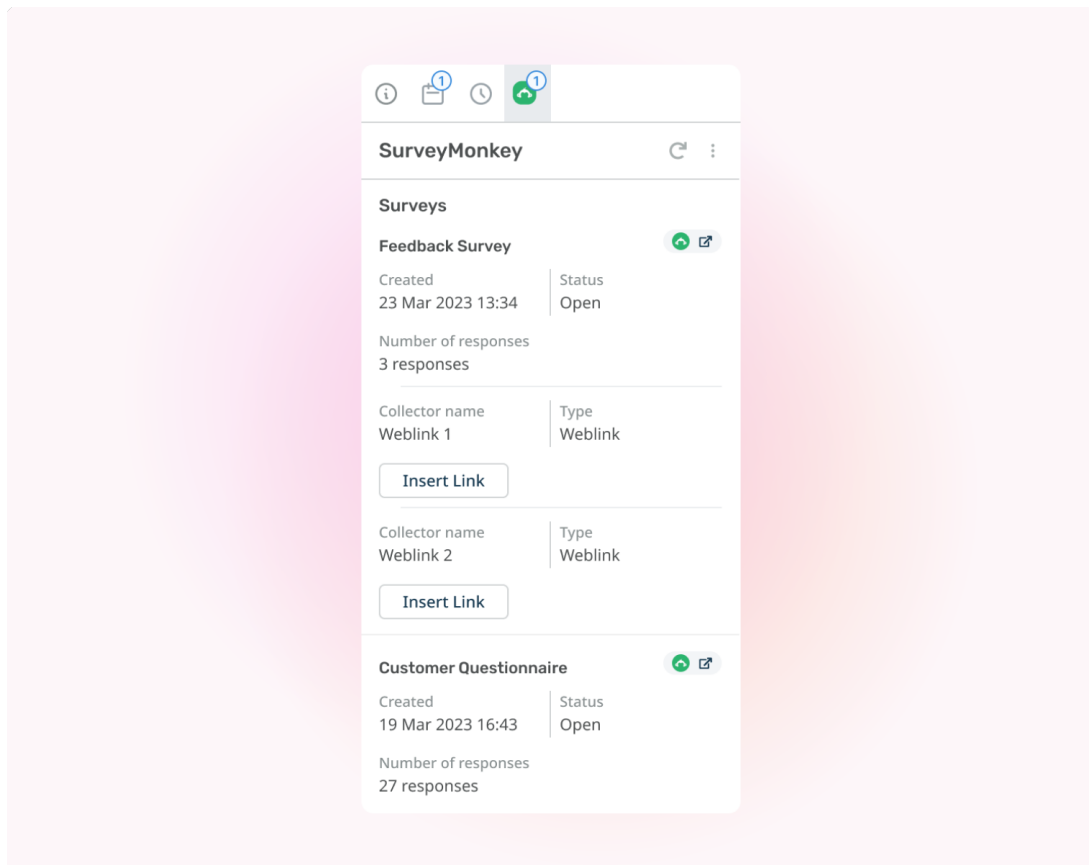 1 1
SurveyMonkey
Surveys
Feedback Survey
Created Status
23 Mar 2023 13:34 Open
Number of responses
3 responses
Collector name Type
Weblink 1 Weblink
Insert Link
Collector name Type
Weblink 2 Weblink
Insert Link
Customer Questionnaire
Created Status
19 Mar 2023 16:43 Open
Number of responses
27 responses